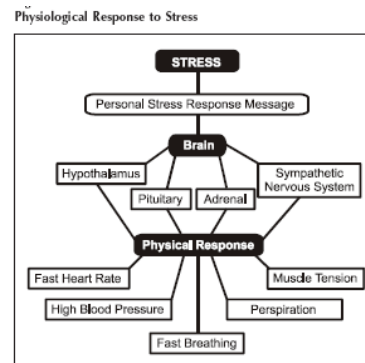 Physiological Response to Stress
STRESS
Personal Stress Response Message
Brain
Hypothalamus
Sympathetic
Nervous System
Pituitary
Adrenal
Physical Response
Fast Heart Rate
Muscle Tension
High Blood Pressure
Perspiration
Fast Breathing